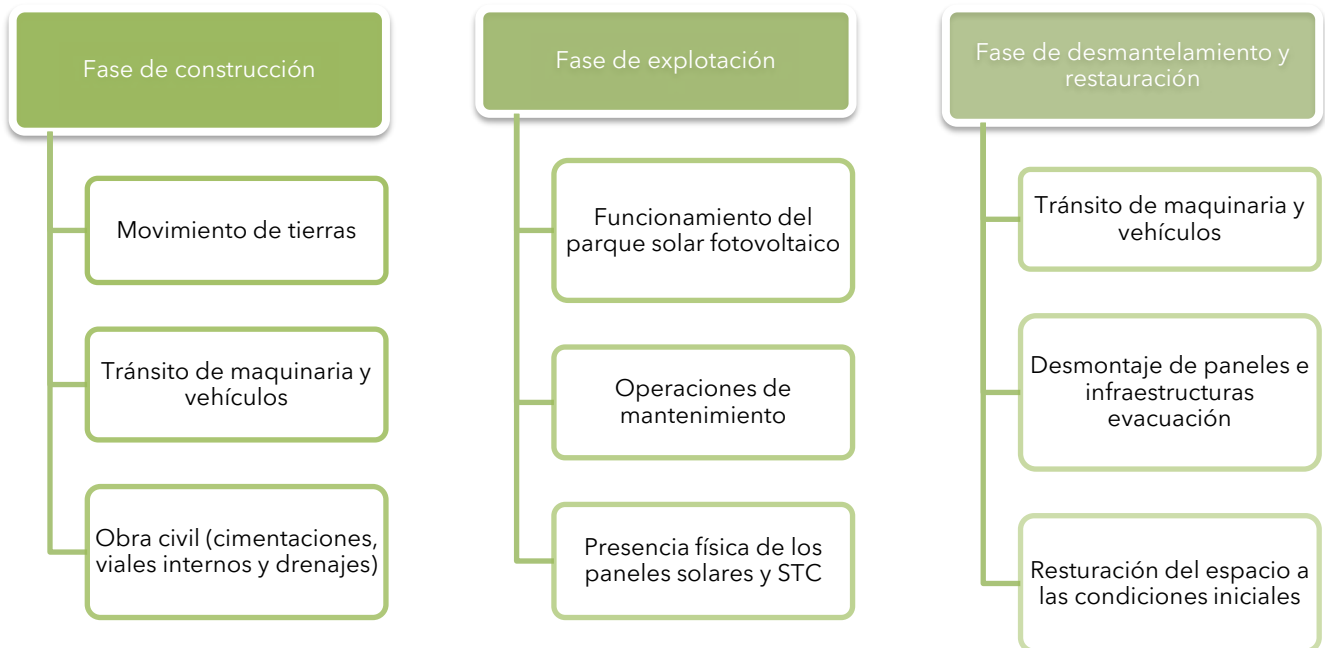 Fase de construcción
Movimiento de tierras
Tránsito de maquinaria y
vehículos
Obra civil (cimentaciones,
viales internos y drenajes)
Fase de explotación
Funcionamiento del
parque solar fotovoltaico
Operaciones de
mantenimiento
Presencia física de los
paneles solares y STC
Fase de desmantelamiento y
restauración
Tránsito de maquinaria y
vehículos
Desmontaje de paneles e
infraestructuras
evacuación
Resturación del espacio a
las condiciones iniciales